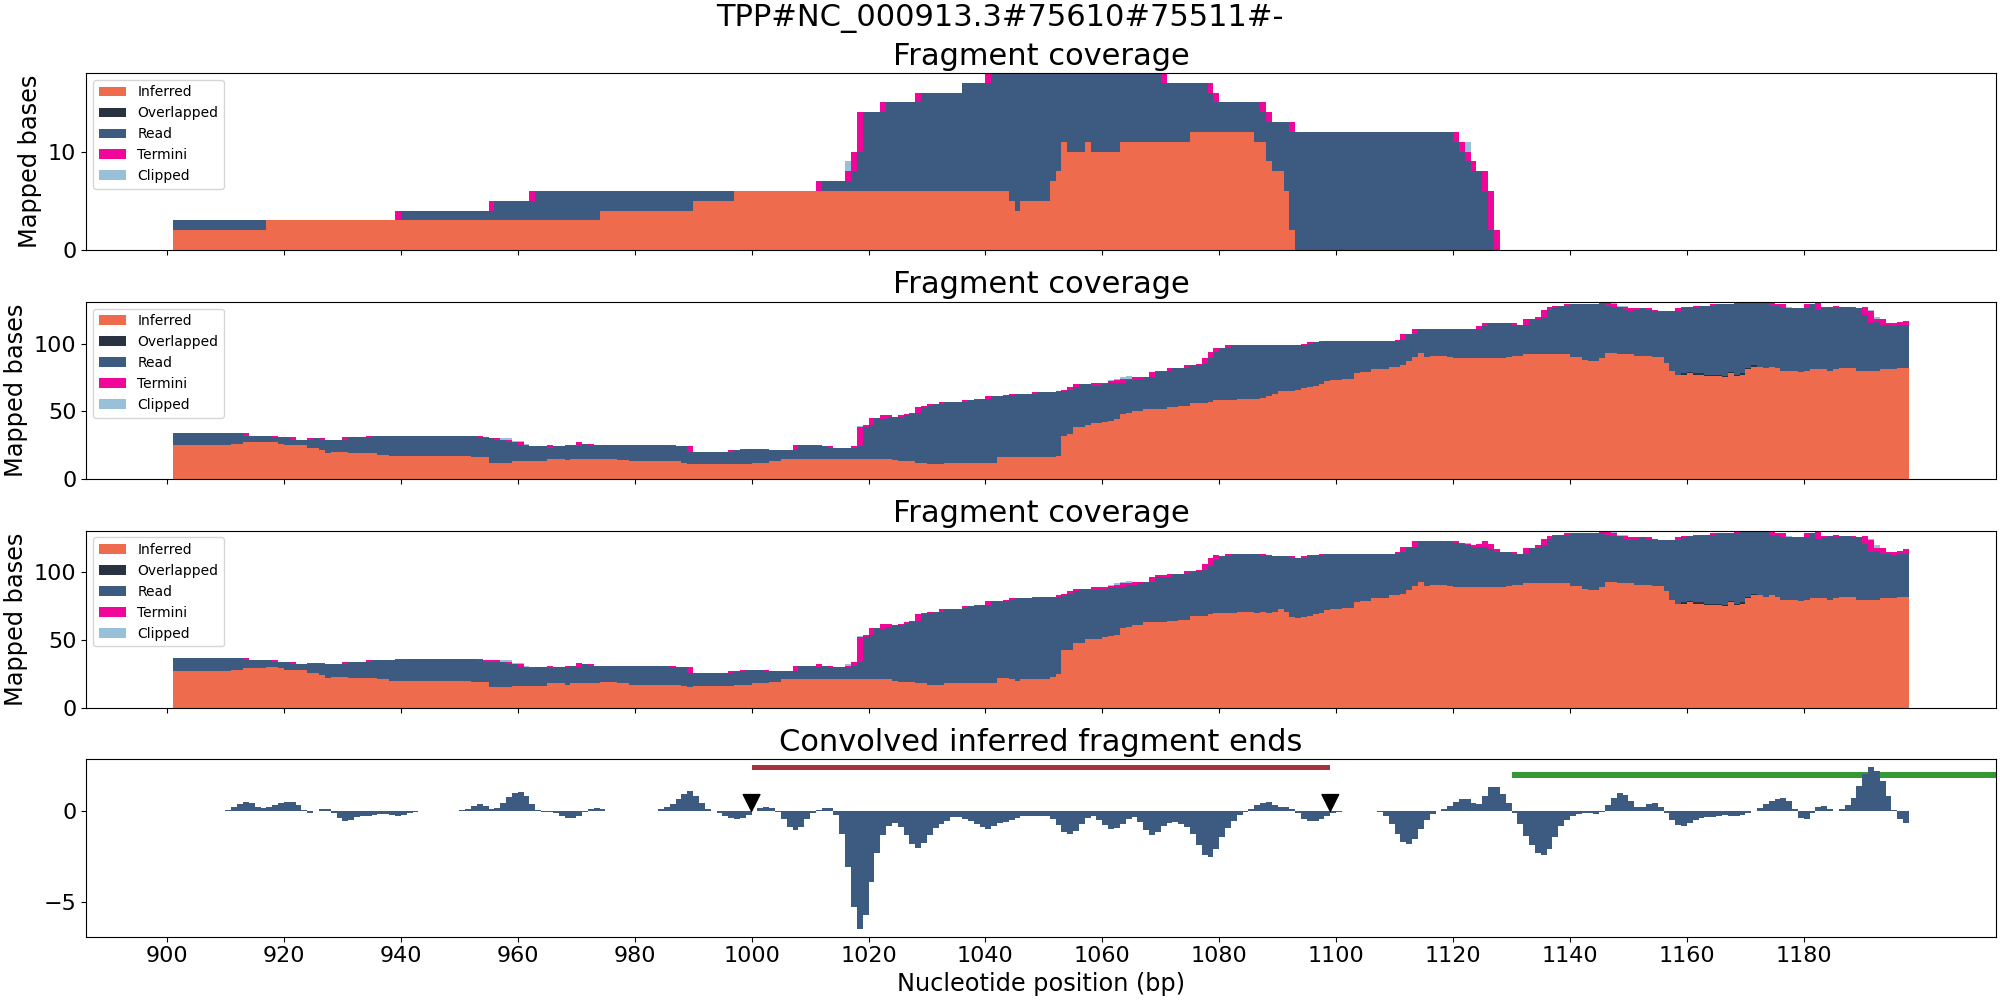 TPP#NC_000913.3#75610#75511#-
Fragment coverage
Mapped bases
10
0
Inferred
Overlapped
Read
Termini
Clipped
Fragment coverage
Mapped bases
100
50
0
Inferred
Overlapped
Read
Termini
Clipped
Fragment coverage
Mapped bases
100
50
0
Inferred
Overlapped
Read
Termini
Clipped
Convolved inferred fragment ends
0
−5
900 920 940 960 980 1000 1020 1040 1060 1080 1100 1120 1140 1160 1180
Nucleotide position (bp)